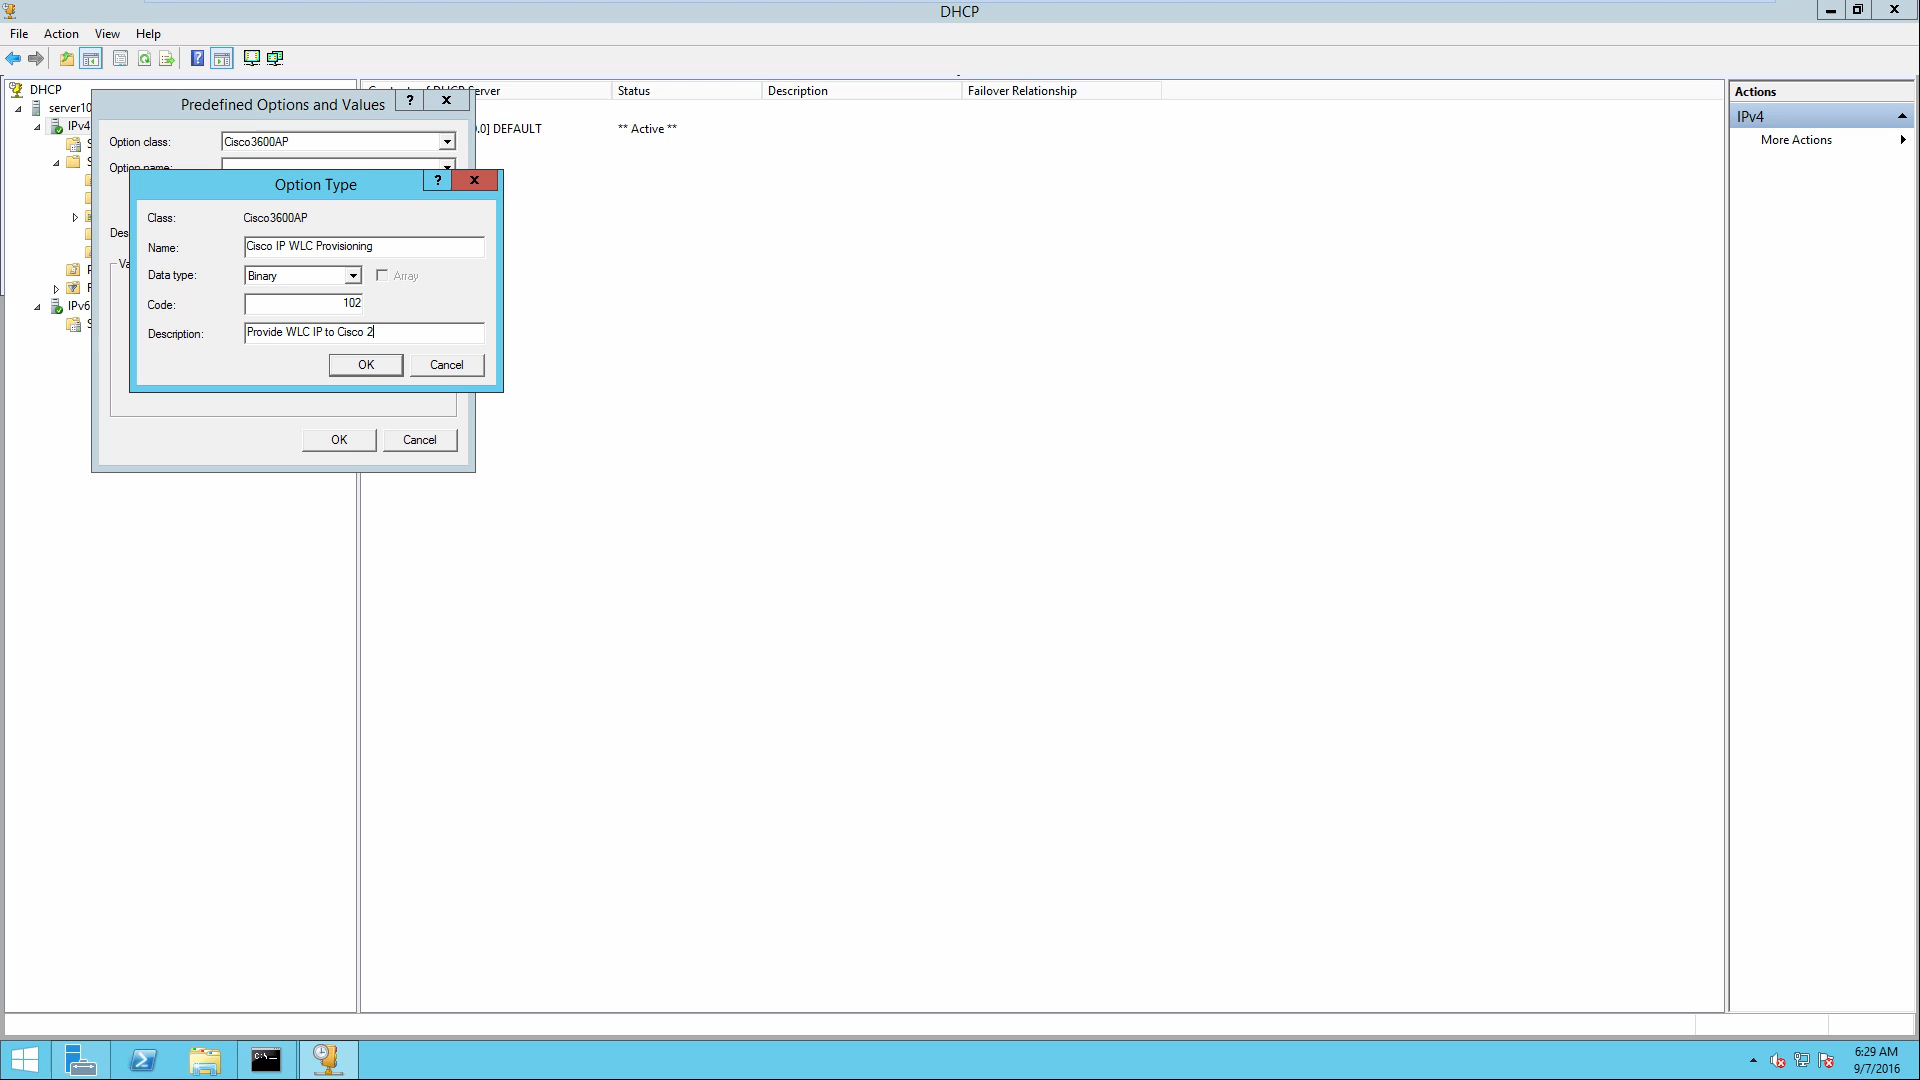 DHCP
File Action View Help
DHCP
server10
IPv4
IPv6
Server
Status
Description
Failover Relationship
.0] DEFAULT
** Active **
Actions
IPv4
More Actions
Predefined Options and Values
? X
Option class:
Cisco3600AP
Option name:
Des
Va
OK
Cancel
Option Type
? X
Class:
Cisco3600AP
Name:
Cisco IP WLC Provisioning
Data type:
Binary
Array
Code:
102
Description:
Provide WLC IP to Cisco 2
OK
Cancel
6:29 AM
9/7/2016